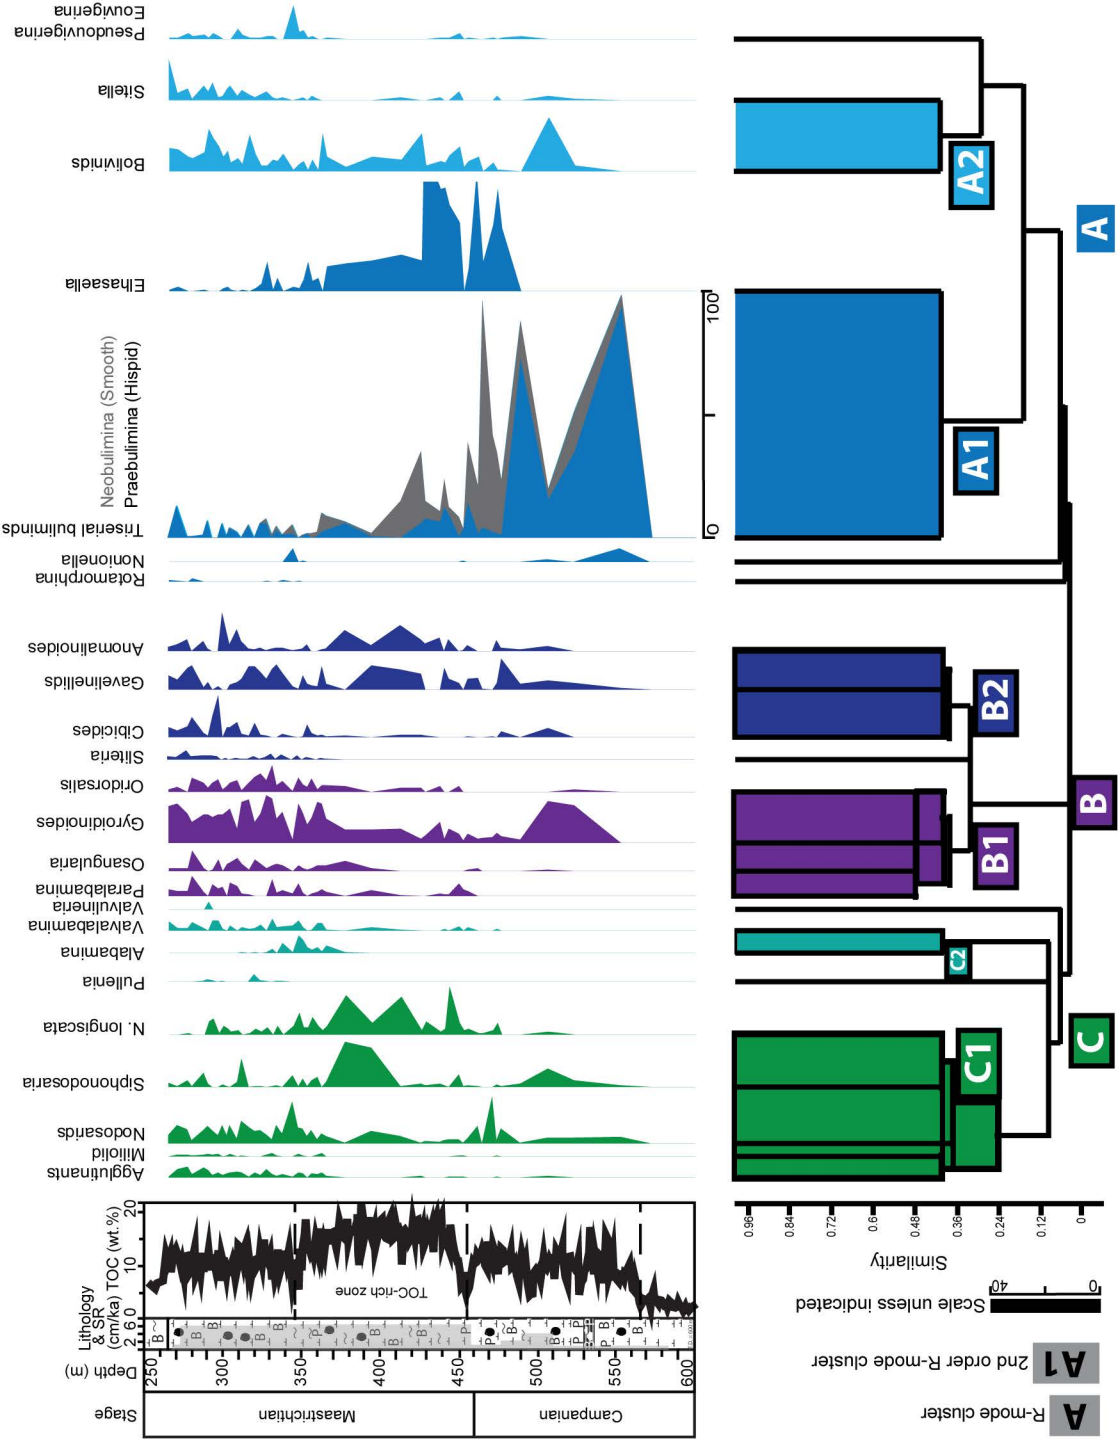 Stage
Campanian
Maastrichtian
Depth (m)
250
300
350
400
450
500
550
600
Lithology
& SR
(cm/ka)
2 6
TOC (wt.%)
0
10
20
TOC-rich zone
Agglutinants
Miliolid
Nodosarids
Siphonodosaria
N. longiscata
Pullenia
Alabamina
Valvalabamina
Valvulineria
Paralabamina
Osangularia
Gyroidinoides
Oridorsalis
Sliteria
Cibicides
Gavelinellids
Anomalinoides
Rotamorphina
Nonionella
Triserial buliminds
Neobulimina (Smooth)
Praebulimina (Hispid)
Elhasaella
Bolivinids
Sitella
Pseudouvigerina
Eouvigerina
0
100
A
A1
A2
B
B1
B2
C
C1
C2
Similarity
0.96
0.84
0.72
0.6
0.48
0.36
0.24
0.12
0
Scale unless indicated
0
40
A1
2nd order R-mode cluster
A
R-mode cluster